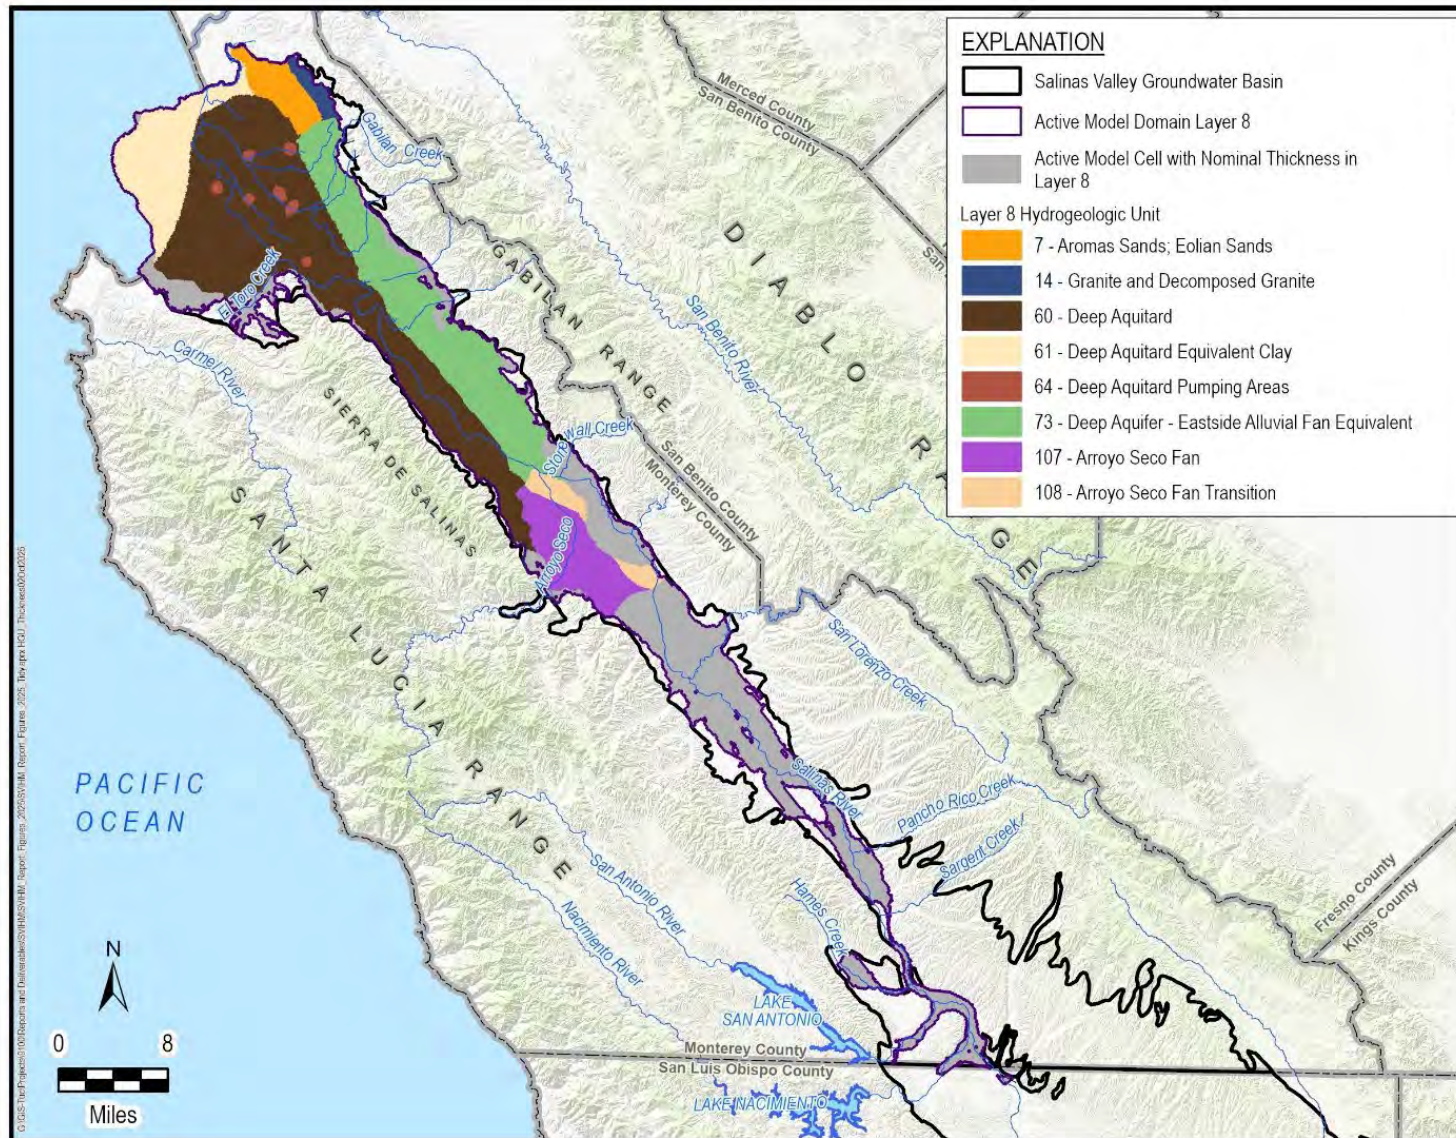 EXPLANATION
Salinas Valley Groundwater Basin
Active Model Domain Layer 8
Active Model Cell with Nominal Thickness in
Layer 8
Layer 8 Hydrogeologic Unit
7 - Aromas Sands; Eolian Sands
14 - Granite and Decomposed Granite
60 - Deep Aquitard
61 - Deep Aquitard Equivalent Clay
64 - Deep Aquitard Pumping Areas
73 - Deep Aquifer - Eastside Alluvial Fan Equivalent
107 - Arroyo Seco Fan
108 - Arroyo Seco Fan Transition
Merced County
San Benito County
Gabilan Creek
DIABLO RANGE
GABILAN RANGE
San Benito River
El Toro Creek
Carmel River
SIERRA DE SALINAS
SANTA LUCIA RANGE
Stonewall Creek
San Benito County
Monterey County
Arroyo Seco
San Lorenzo Creek
Salinas River
Pancho Rico Creek
Sargent Creek
PACIFIC
OCEAN
San Antonio River
Nacimiento River
Hames Creek
Fresno County
Kings County
LAKE
SAN ANTONIO
Monterey County
San Luis Obispo County
LAKE NACIMIENTO
N
0 8
Miles